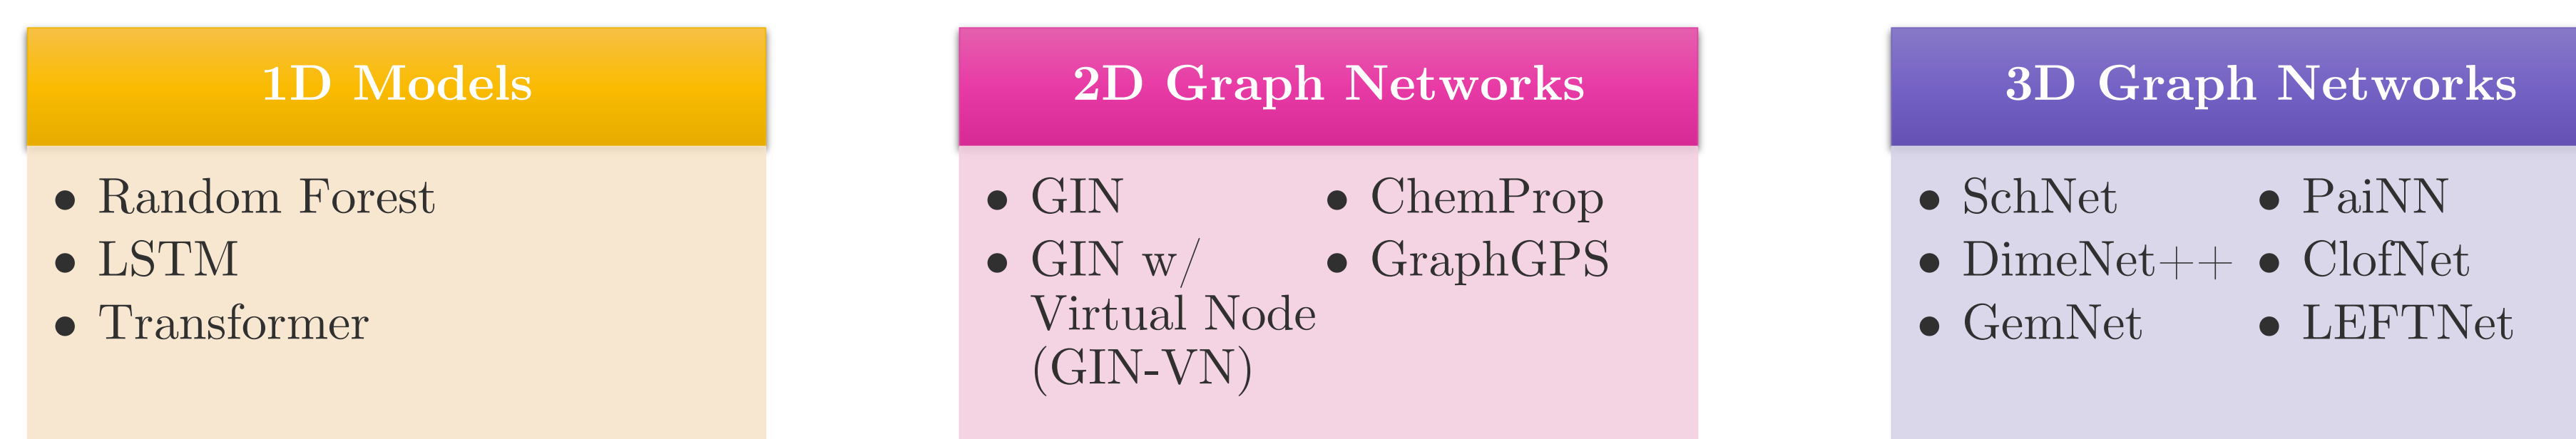 1D Models
• Random Forest
• LSTM
• Transformer
2D Graph Networks
• GIN
• GIN w/
Virtual Node
(GIN-VN)
• ChemProp
• GraphGPS
3D Graph Networks
• SchNet
• DimeNet++
• GemNet
• PaiNN
• ClofNet
• LEFTNet